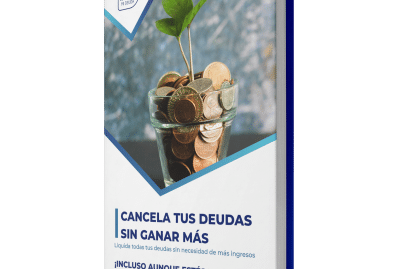 CANCELA TUS DEUDAS
SIN GANAR MÁS
Liquida todas tus deudas sin necesidad de más ingresos
¡INCLUSO AUNQUE